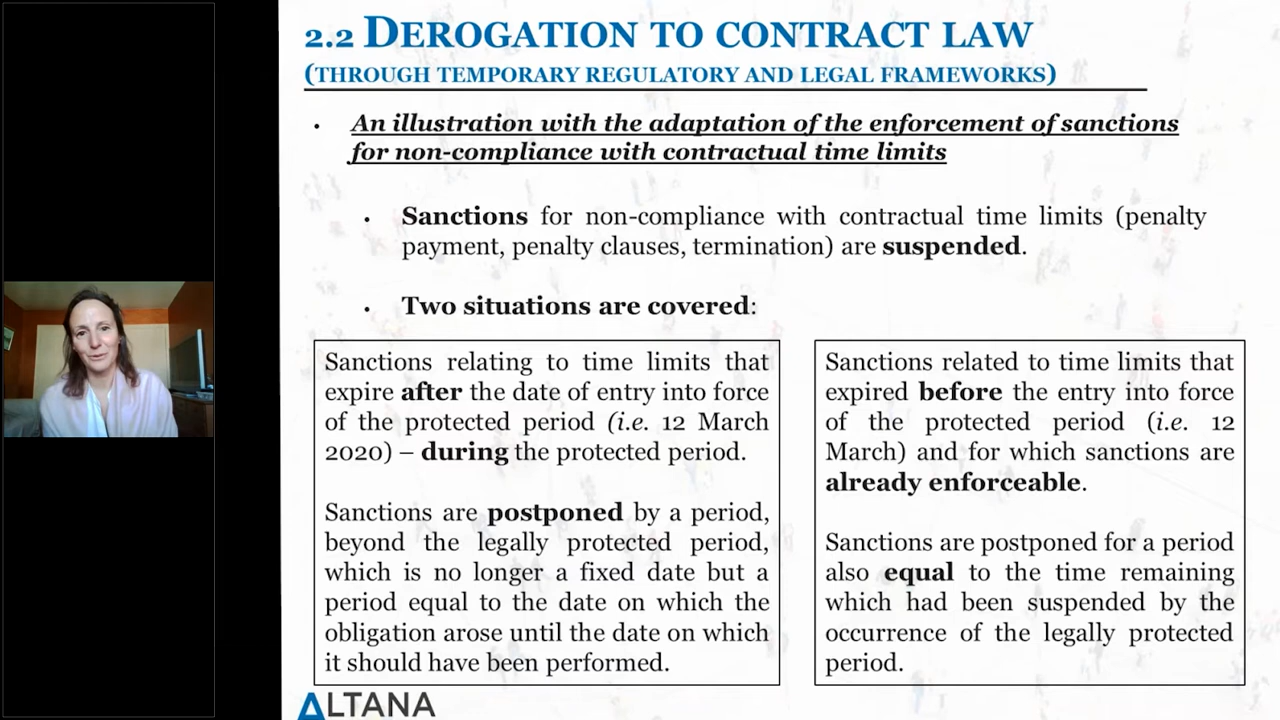 2.2 DEROGATION TO CONTRACT LAW
(THROUGH TEMPORARY REGULATORY AND LEGAL FRAMEWORKS)
• An illustration with the adaptation of the enforcement of sanctions
for non-compliance with contractual time limits
• Sanctions for non-compliance with contractual time limits (penalty
payment, penalty clauses, termination) are suspended.
• Two situations are covered:
Sanctions relating to time limits that
expire after the date of entry into force
of the protected period (i.e. 12 March
2020) – during the protected period.
Sanctions are postponed by a period,
beyond the legally protected period,
which is no longer a fixed date but a
period equal to the date on which the
obligation arose until the date on which
it should have been performed.
Sanctions related to time limits that
expired before the entry into force
of the protected period (i.e. 12
March) and for which sanctions are
already enforceable.
Sanctions are postponed for a period
also equal to the time remaining
which had been suspended by the
occurrence of the legally protected
period.
ALTANA